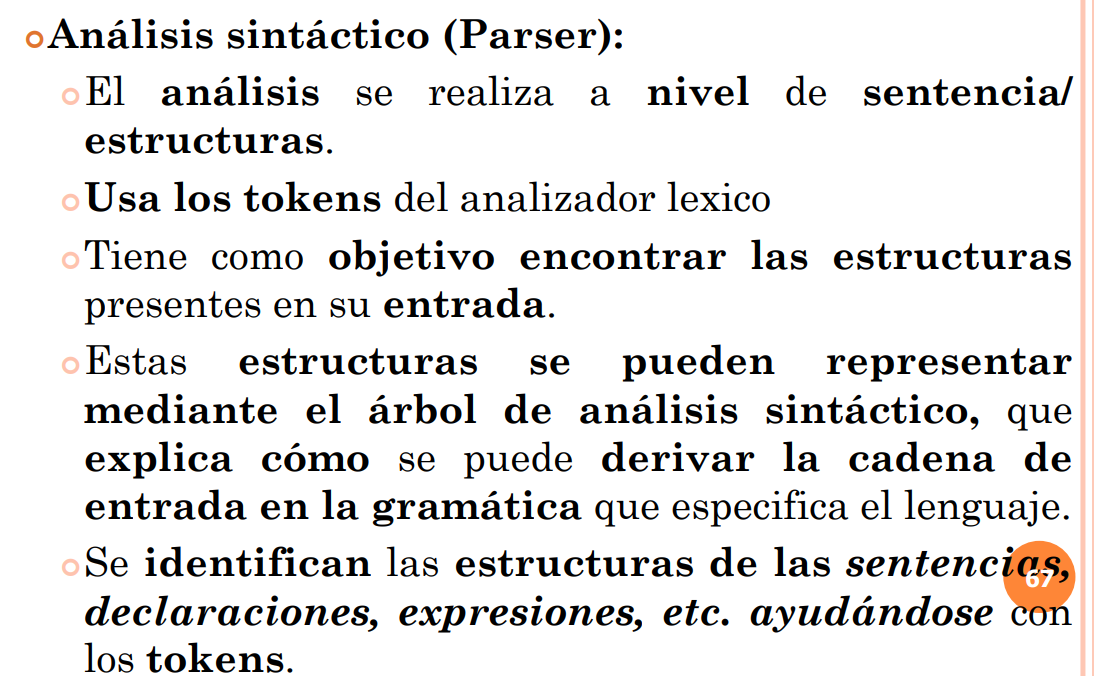 Análisis sintáctico (Parser):
El análisis se realiza a nivel de sentencia/
estructuras.
Usa los tokens del analizador lexico
Tiene como objetivo encontrar las estructuras
presentes en su entrada.
Estas estructuras se pueden representar
mediante el árbol de análisis sintáctico, que
explica cómo se puede derivar la cadena de
entrada en la gramática que especifica el lenguaje.
Se identifican las estructuras de las sentencias,
67
declaraciones, expresiones, etc. ayudándose con
los tokens.